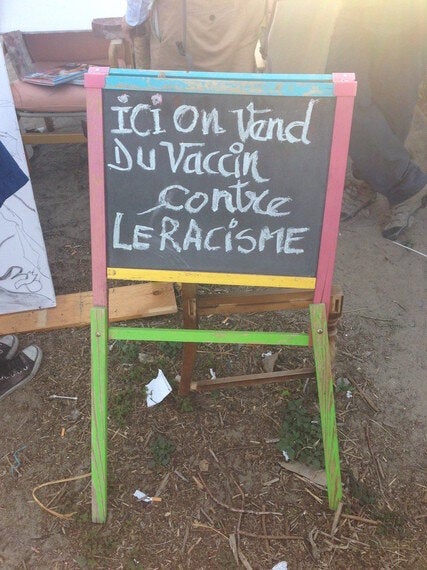 ICI On Vend
Du Vaccin
contre
LE RACISME